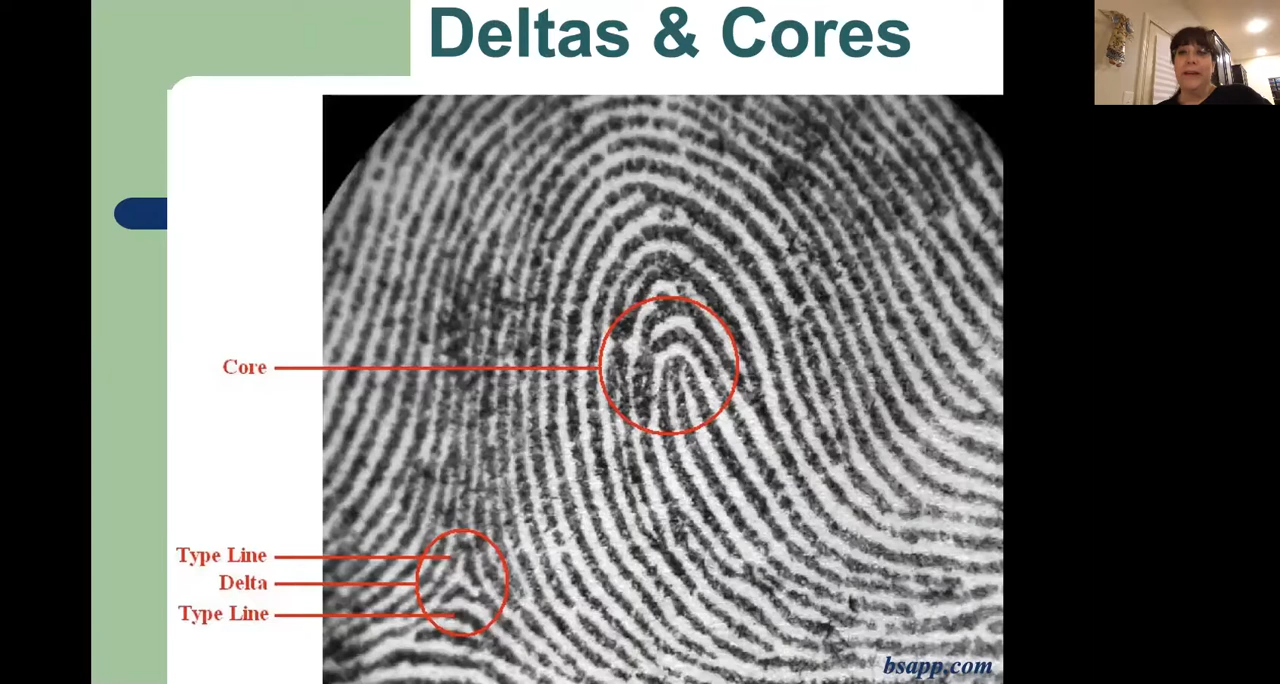 Deltas & Cores
Core
Type Line
Delta
Type Line
bsapp.com